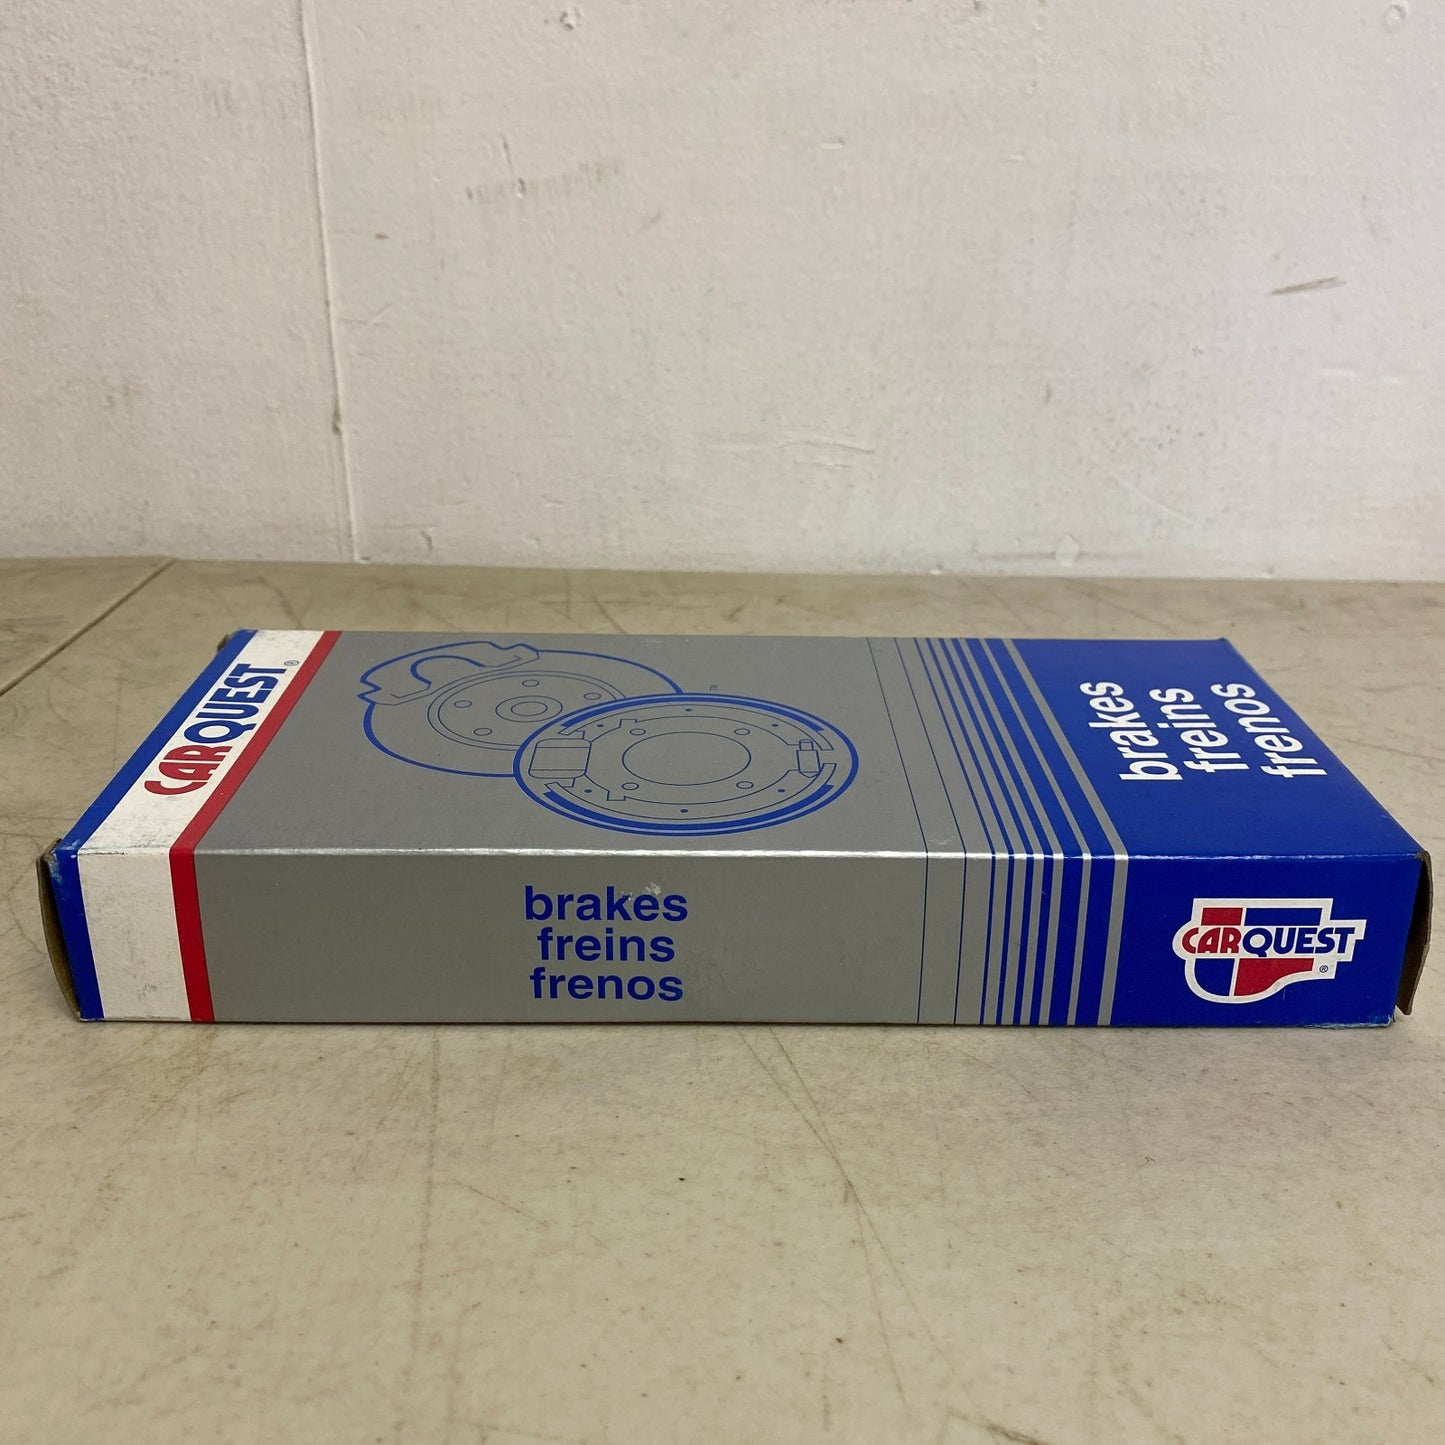 CARQUEST®
brakes
freins
frenos
brakes
freins
frenos
CARQUEST
®